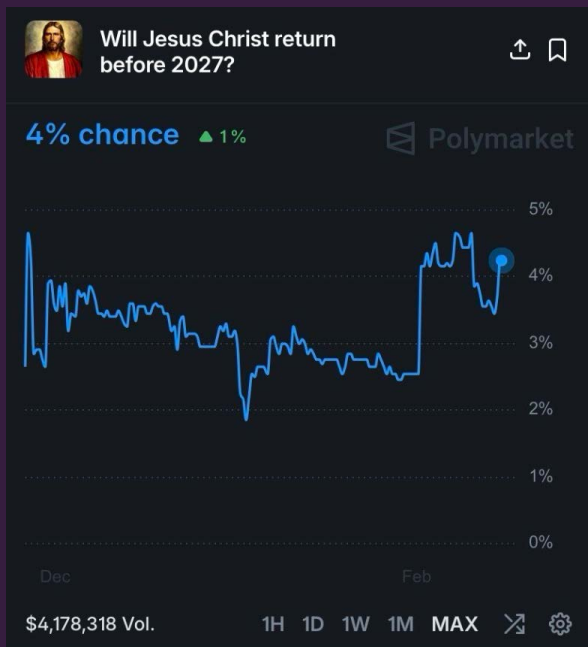 Will Jesus Christ return
before 2027?
4% chance ▲ 1%
Polymarket
5%
4%
3%
2%
1%
0%
Dec Feb
$4,178,318 Vol. 1H 1D 1W 1M MAX